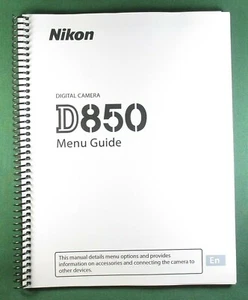 Nikon
DIGITAL CAMERA
D850
Menu Guide
This manual details menu options and provides
information on accessories and connecting the camera to
other devices.
En